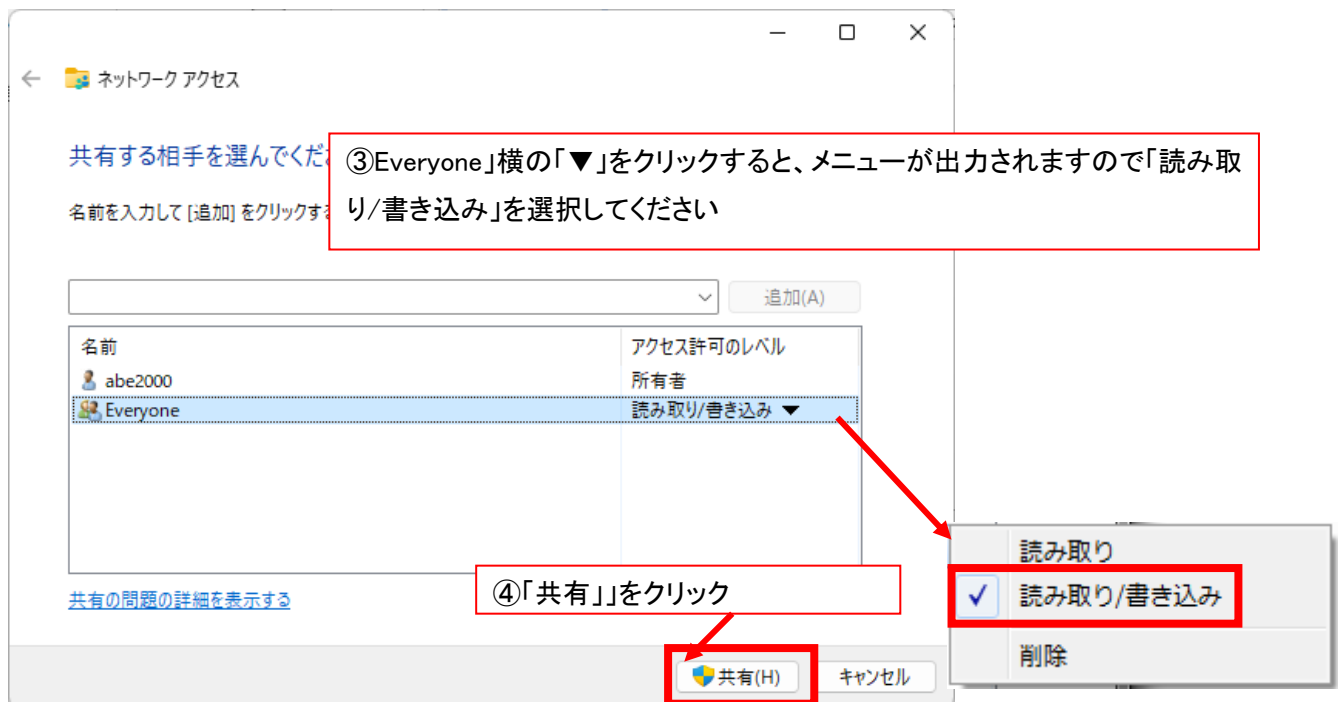 ネットワーク アクセス
共有する相手を選んでくだ
③Everyone」横の「▼」をクリックすると、メニューが出力されますので「読み取
り/書き込み」を選択してください
名前を入力して [追加] をクリックする
追加(A)
名前 アクセス許可のレベル
abe2000 所有者
Everyone 読み取り/書き込み ▼
読み取り
読み取り/書き込み
削除
④「共有」」をクリック
共有の問題の詳細を表示する
共有(H) キャンセル